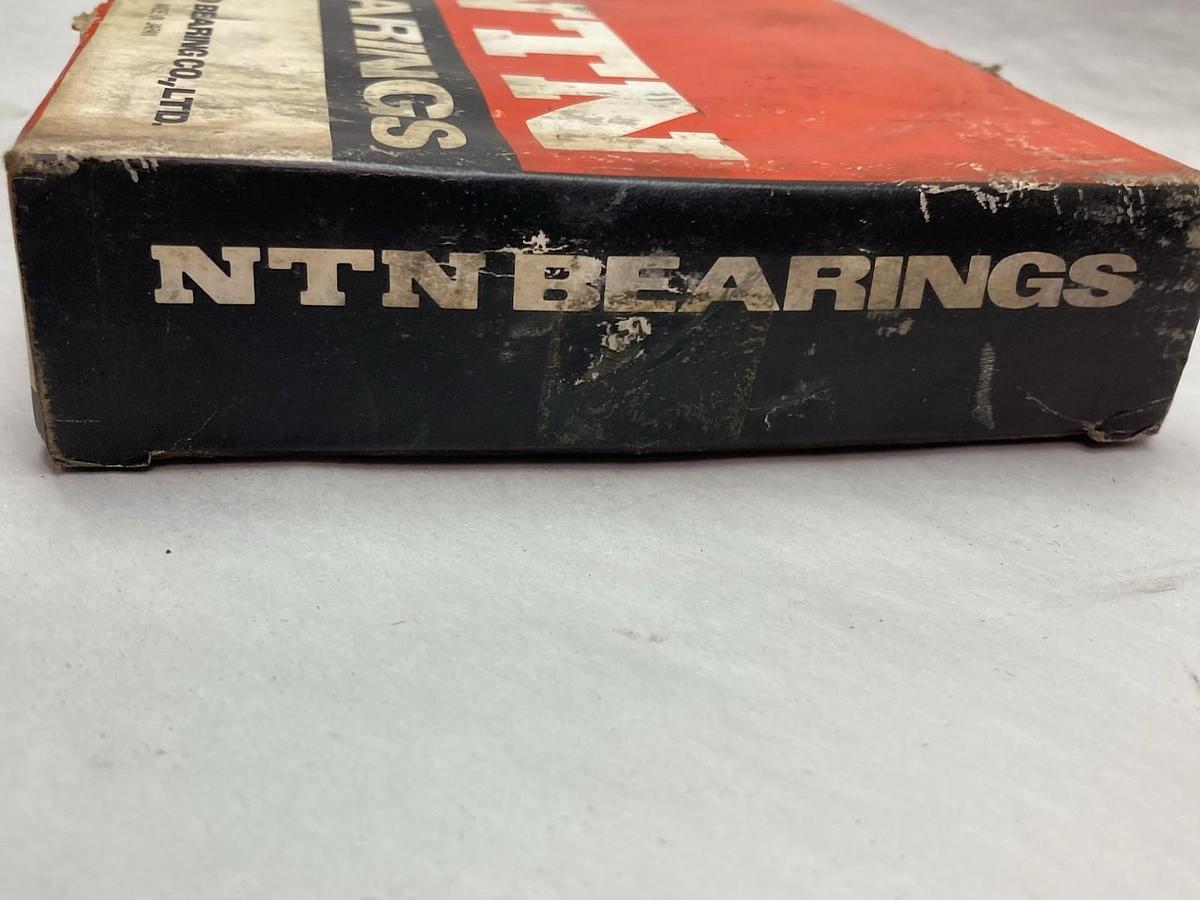 NTN
ARINGS
BEARING CO., LTD.
NTN BEARINGS